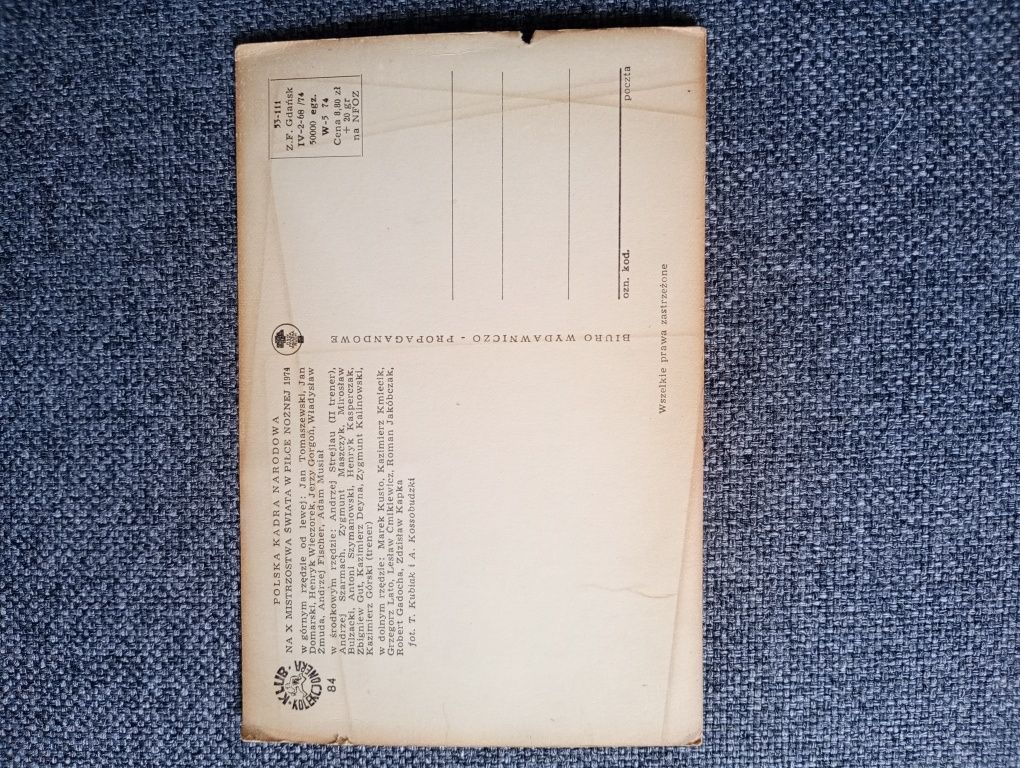 POLSKA KADRA NARODOWA
NA X MISTRZOSTWA ŚWIATA W PIŁCE NOŻNEJ 1974
w górnym rzędzie od lewej: Jan Tomaszewski, Jan
Domarski, Henryk Wieczorek, Jerzy Gorgoń, Władysław
Żmuda, Andrzej Fischer, Adam Musiał
w środkowym rzędzie: Andrzej Strejlau (II trener),
Andrzej Szarmach, Zygmunt Maszczyk, Mirosław
Bulzacki, Antoni Szymanowski, Henryk Kasperczak,
Zbigniew Gut, Kazimierz Deyna, Zygmunt Kalinowski,
Kazimierz Górski (trener)
w dolnym rzędzie: Marek Kusto, Kazimierz Kmiecik,
Grzegorz Lato, Lesław Cmikiewicz, Roman Jakóbczak,
Robert Gadocha, Zdzisław Kapka
fot. T. Kubiak i A. Kossobudzki
KLUB
KOLEKCJONERA
84
BIURO WYDAWNICZO - PROPAGANDOWE
53-111
Z.F. Gdańsk
IV-2-68 /74
50000 egz.
W-5 74
Cena 8,80 zł
+ 20 gr
na NFOZ
ozn. kod.
poczta
Wszelkie prawa zastrzeżone